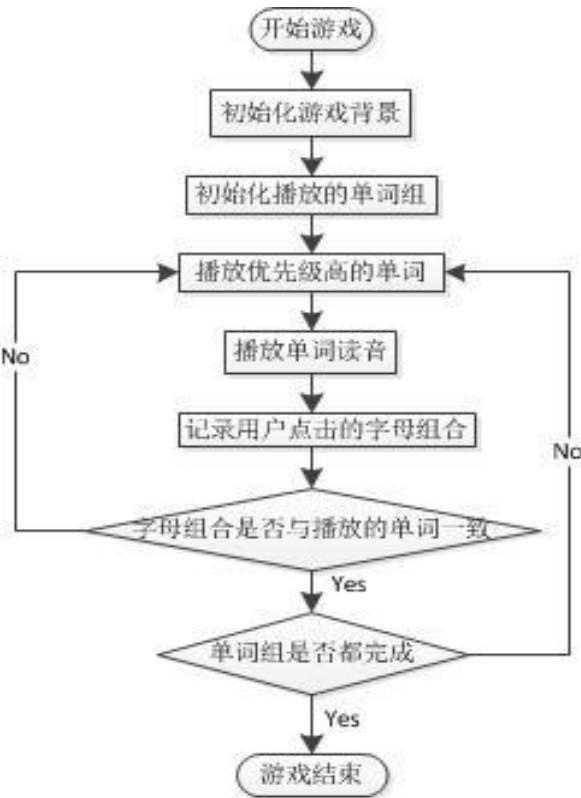 开始游戏
初始化游戏背景
初始化播放的单词组
播放优先级高的单词
No
播放单词读音
记录用户点击的字母组合
No
字母组合是否与播放的单词一致
Yes
单词组是否都完成
Yes
游戏结束